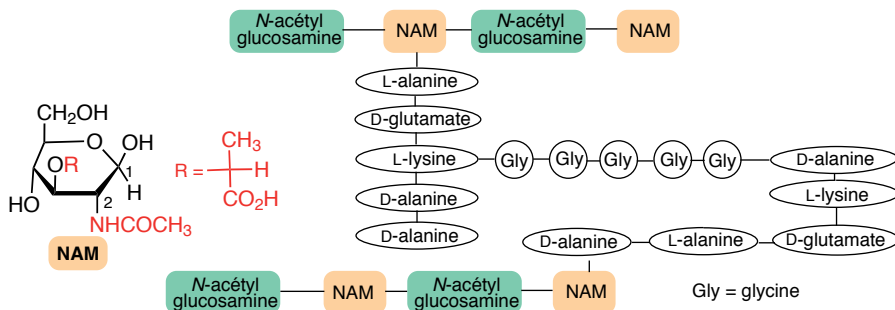 N-acétyl
glucosamine
NAM
N-acétyl
glucosamine
NAM
L-alanine
D-glutamate
L-lysine
Gly
Gly
Gly
Gly
Gly
D-alanine
D-alanine
L-lysine
D-alanine
D-alanine
L-alanine
D-glutamate
N-acétyl
glucosamine
NAM
N-acétyl
glucosamine
NAM
Gly = glycine
CH₂OH
O
OH
OR
1
H
HO
OH
2
NHCOCH₃
NAM
R =
CH₃
H
CO₂H